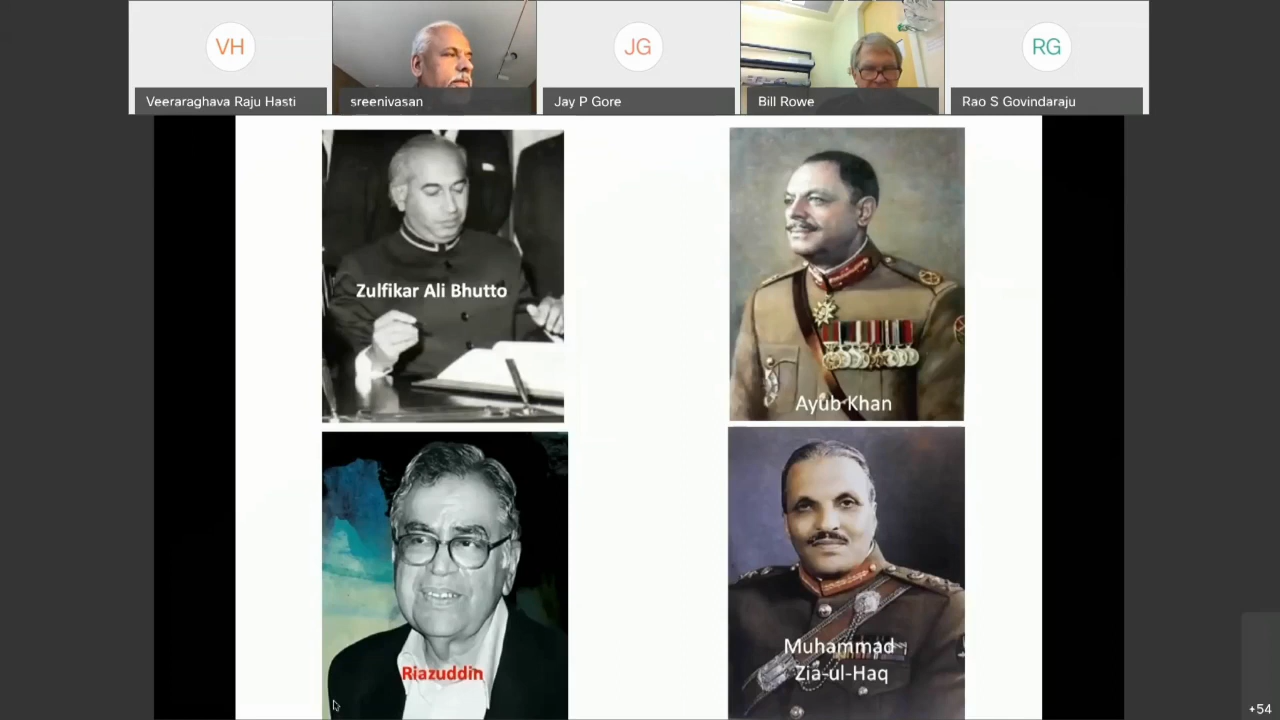 VH
JG
RG
Veeraraghava Raju Hasti
sreenivasan
Jay P Gore
Bill Rowe
Rao S Govindaraju
Zulfikar Ali Bhutto
Ayub Khan
Riazuddin
Muhammad
Zia-ul-Haq
+54